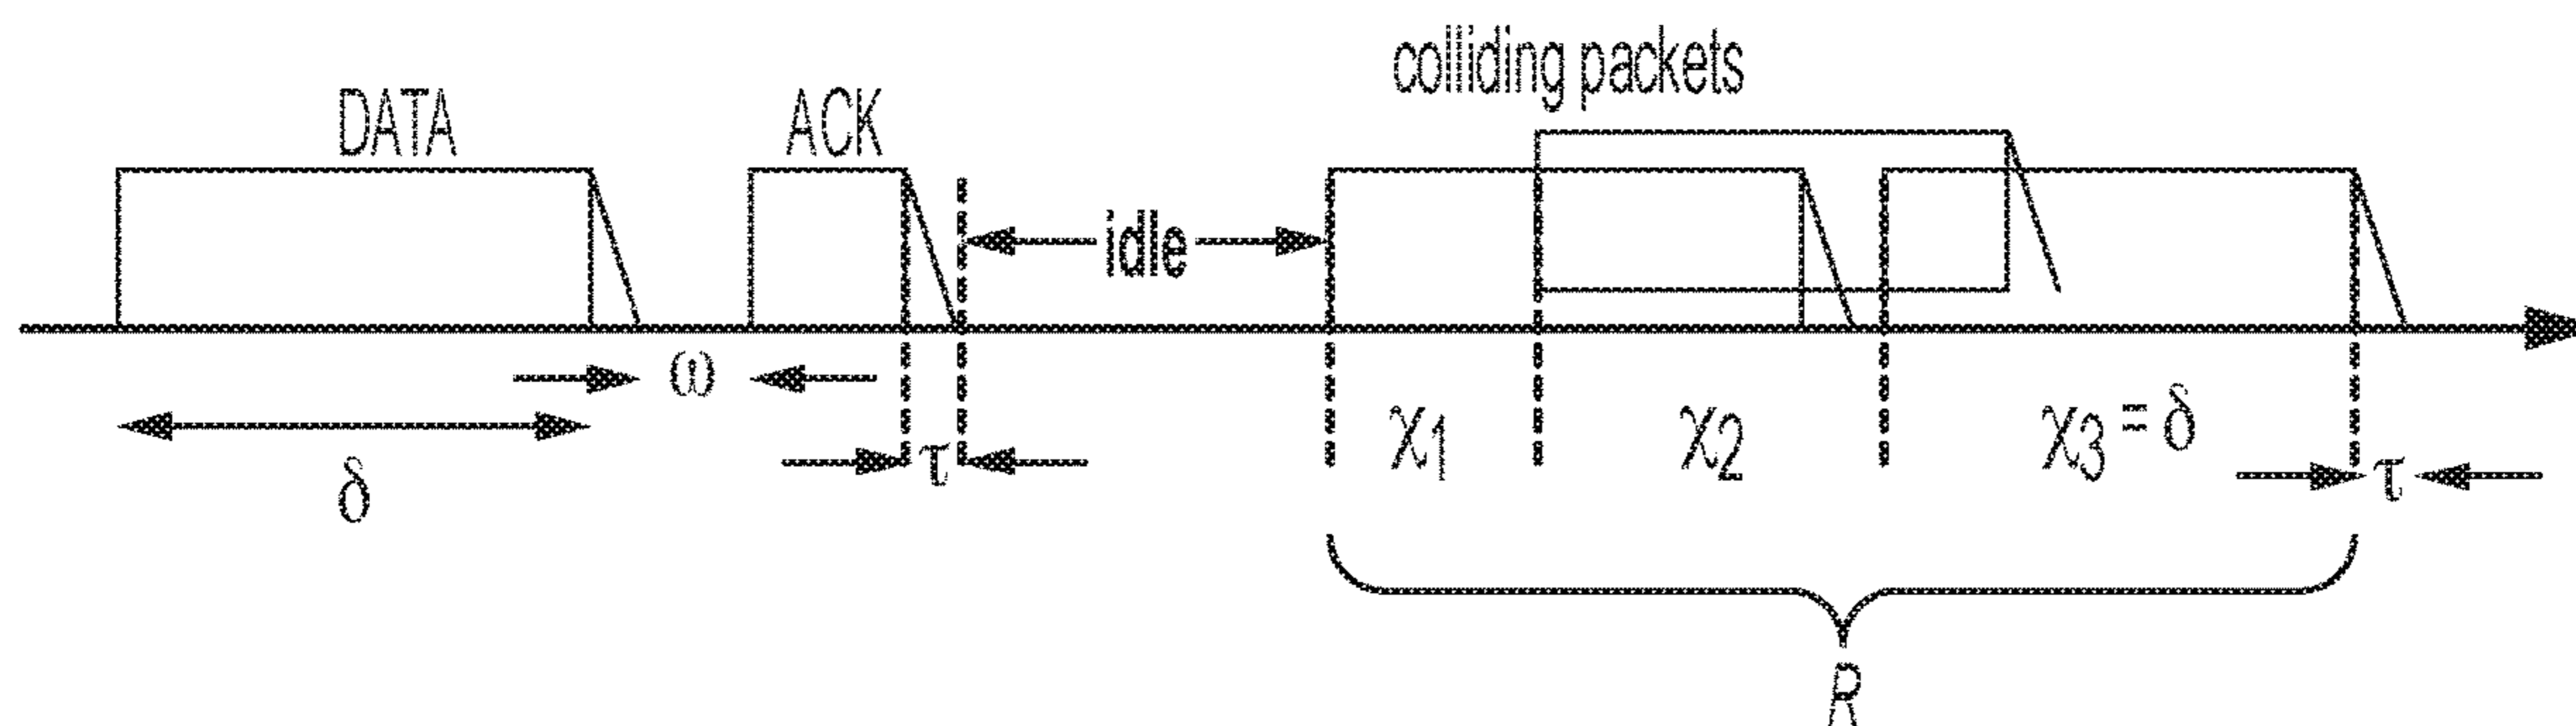 colliding packets
DATA
ACK
idle
ω
δ
τ
χ1
χ2
χ3 = δ
τ
R